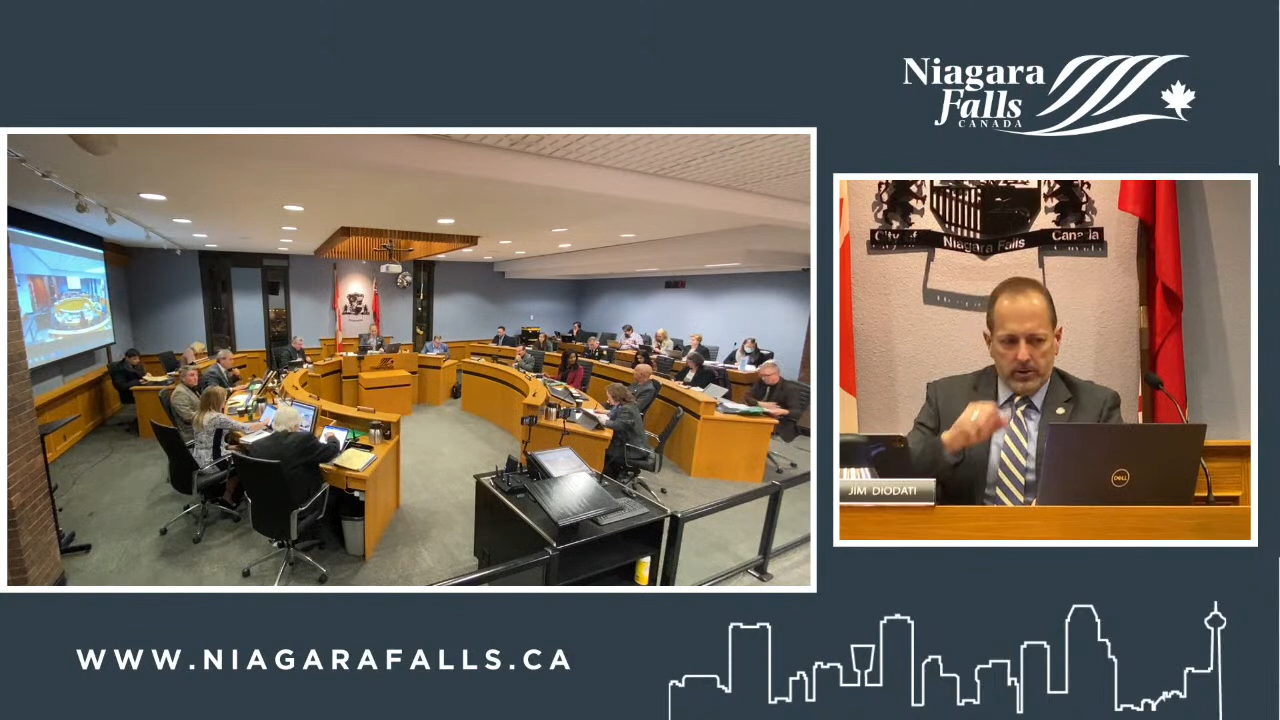 Niagara
Falls
CANADA
City of
Niagara Falls
Canada
JIM DIODATI
DELL
WWW.NIAGARAFALLS.CA